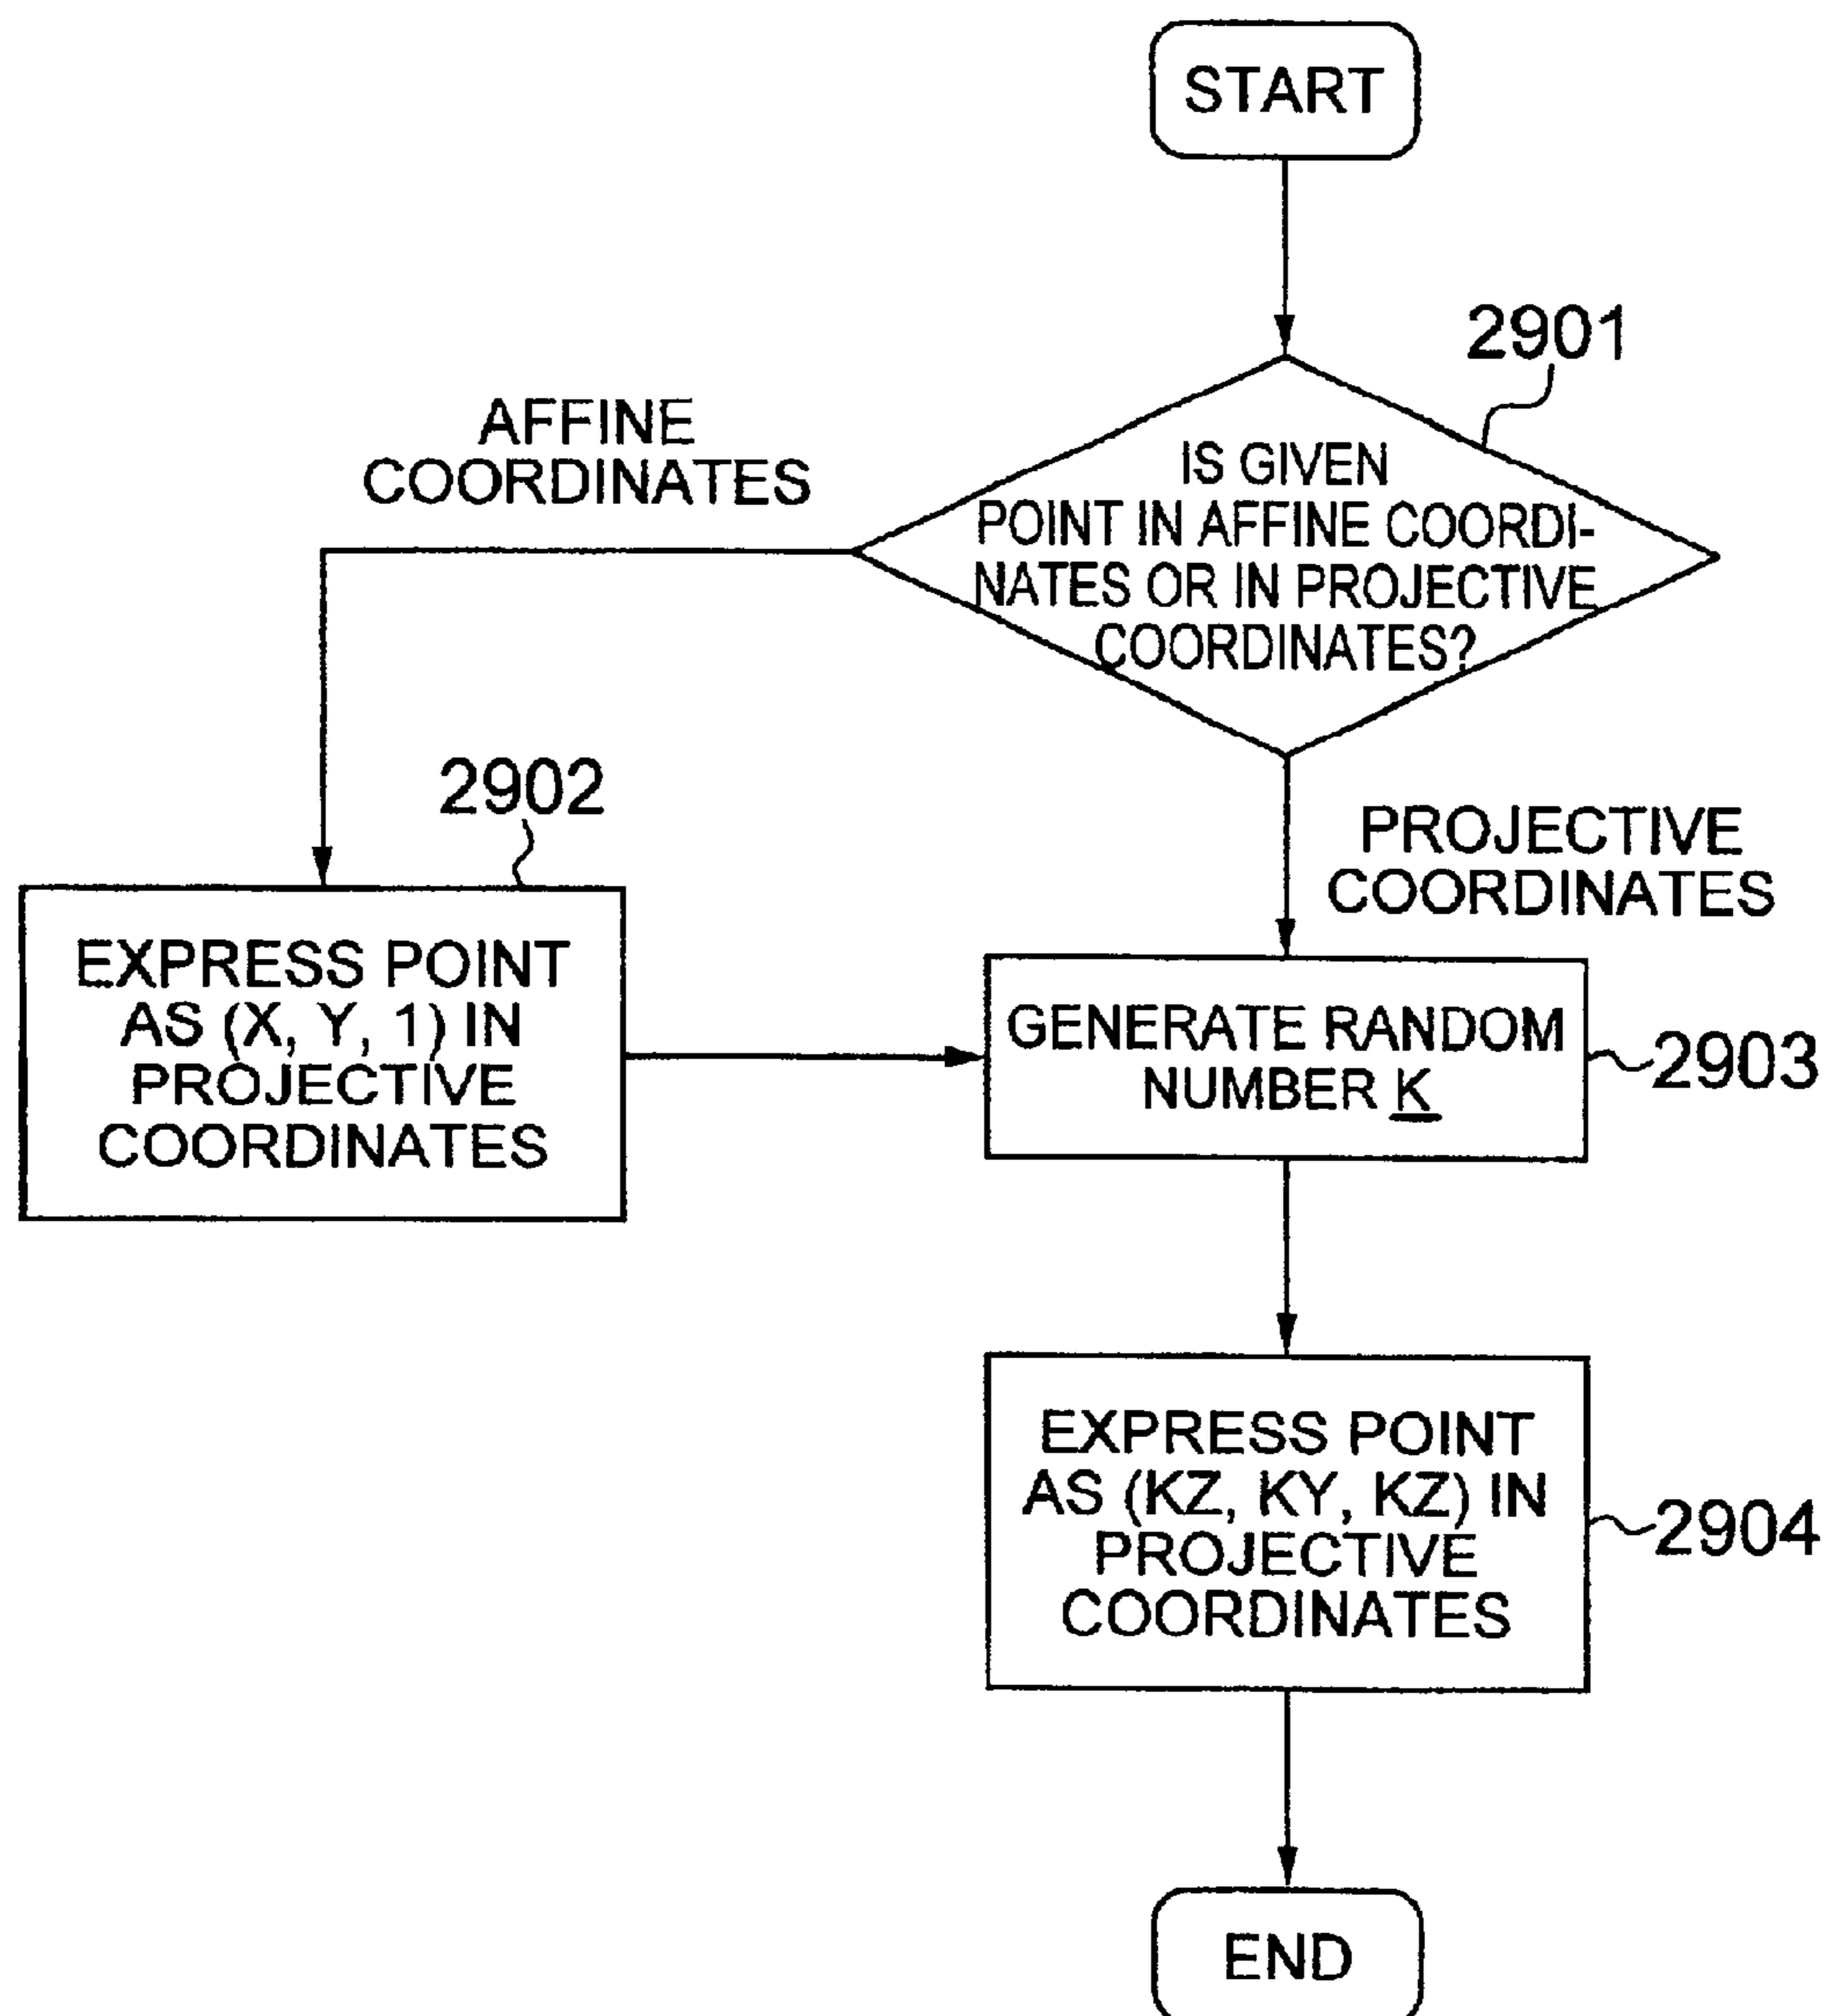 START
2901
IS GIVEN
POINT IN AFFINE COORDI-
NATES OR IN PROJECTIVE
COORDINATES?
AFFINE
COORDINATES
PROJECTIVE
COORDINATES
2902
EXPRESS POINT
AS (X, Y, 1) IN
PROJECTIVE
COORDINATES
GENERATE RANDOM
NUMBER K
2903
EXPRESS POINT
AS (KZ, KY, KZ) IN
PROJECTIVE
COORDINATES
2904
END